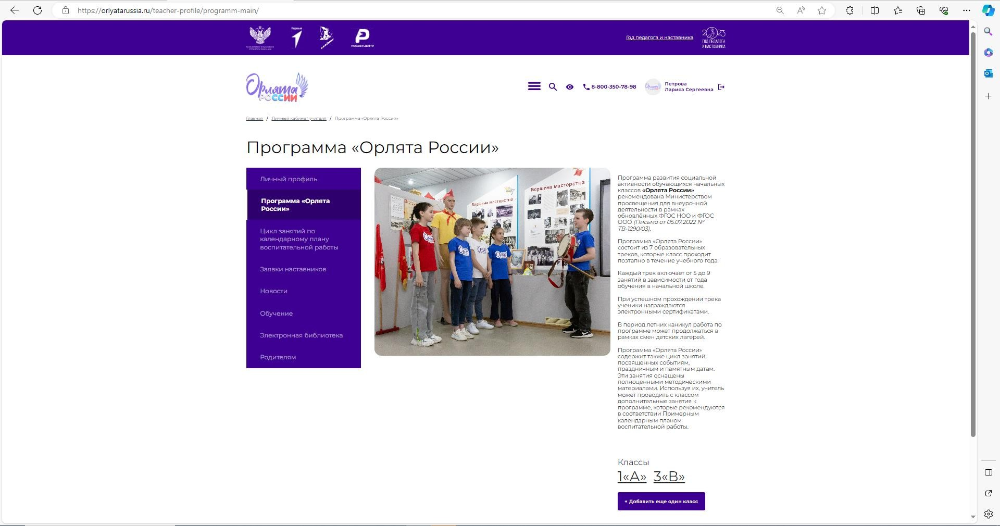 https://orlyatarussia.ru/teacher-profile/programm-main/
Первые
ОРЛЁНОК
РОСДЕТЦЕНТР
Год педагога и наставника
2023
ГОД ПЕДАГОГА
И НАСТАВНИКА
Орлята
РОССИИ
8-800-350-78-98
Петрова
Лариса Сергеевна
Главная / Личный кабинет учителя / Программа «Орлята России»
Программа «Орлята России»
Личный профиль
Программа «Орлята
России»
Цикл занятий по
календарному плану
воспитательной работы
Заявки наставников
Новости
Обучение
Электронная библиотека
Родителям
Вершина мастерства
Вершина мастерства
Программа развития социальной
активности обучающихся начальных
классов «Орлята России»
рекомендована Министерством
просвещения для внеурочной
деятельности в рамках
обновлённых ФГОС НОО и ФГОС
ООО (Письмо от 05.07.2022 №
ТВ-1290/03).
Программа «Орлята России»
состоит из 7 образовательных
треков, которые класс проходит
поэтапно в течение учебного года.
Каждый трек включает от 5 до 9
занятий в зависимости от года
обучения в начальной школе.
При успешном прохождении трека
ученики награждаются
электронными сертификатами.
В период летних каникул работа по
программе может продолжаться в
рамках смен детских лагерей.
Программа «Орлята России»
содержит также цикл занятий,
посвященных событиям,
праздничным и памятным датам.
Эти занятия оснащены
полноценными методическими
материалами. Используя их, учитель
может проводить с классом
дополнительные занятия к
программе, которые рекомендуются
в соответствии Примерным
календарным планом
воспитательной работы.
Классы
1«А» 3«В»
+ Добавить еще один класс